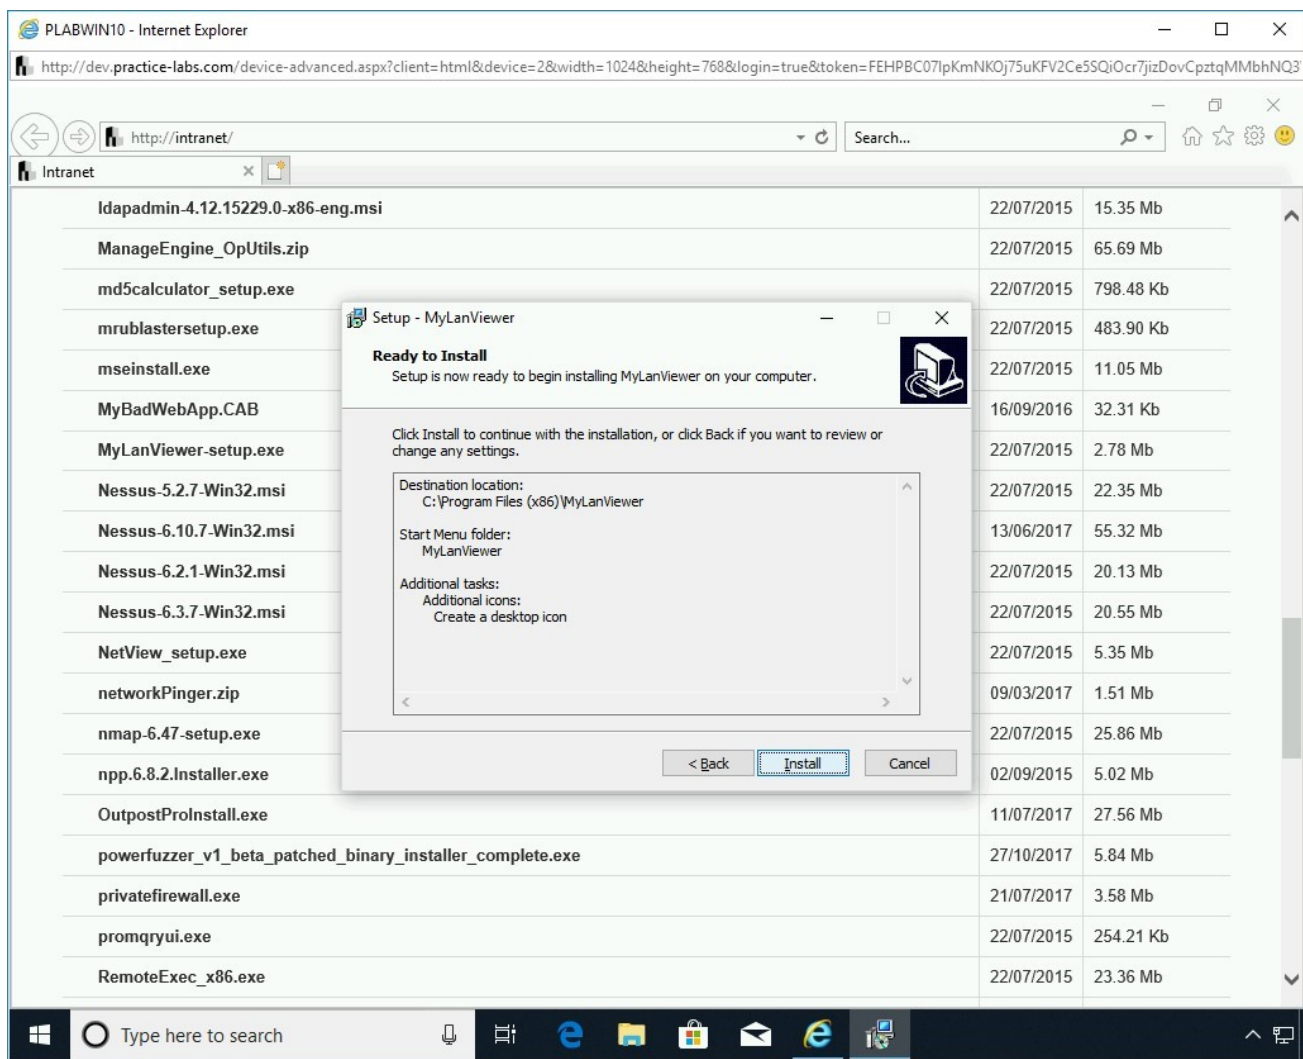 PLABWIN10 - Internet Explorer
http://dev.practice-labs.com/device-advanced.aspx?client=html&device=2&width=1024&height=768&login=true&token=FEHPBC07IpKmNKOj75uKFV2Ce5SQiOcr7jizDovCpztqMMbhNQ3
http://intranet/
Search...
Intranet
ldapadmin-4.12.15229.0-x86-eng.msi 22/07/2015 15.35 Mb
ManageEngine_OpUtils.zip 22/07/2015 65.69 Mb
md5calculator_setup.exe 22/07/2015 798.48 Kb
mrublastersetup.exe 22/07/2015 483.90 Kb
mseinstall.exe 22/07/2015 11.05 Mb
MyBadWebApp.CAB 16/09/2016 32.31 Kb
MyLanViewer-setup.exe 22/07/2015 2.78 Mb
Nessus-5.2.7-Win32.msi 22/07/2015 22.35 Mb
Nessus-6.10.7-Win32.msi 13/06/2017 55.32 Mb
Nessus-6.2.1-Win32.msi 22/07/2015 20.13 Mb
Nessus-6.3.7-Win32.msi 22/07/2015 20.55 Mb
NetView_setup.exe 22/07/2015 5.35 Mb
networkPinger.zip 09/03/2017 1.51 Mb
nmap-6.47-setup.exe 22/07/2015 25.86 Mb
npp.6.8.2.Installer.exe 02/09/2015 5.02 Mb
OutpostProInstall.exe 11/07/2017 27.56 Mb
powerfuzzer_v1_beta_patched_binary_installer_complete.exe 27/10/2017 5.84 Mb
privatefirewall.exe 21/07/2017 3.58 Mb
promqryui.exe 22/07/2015 254.21 Kb
RemoteExec_x86.exe 22/07/2015 23.36 Mb
Setup - MyLanViewer
Ready to Install
Setup is now ready to begin installing MyLanViewer on your computer.
Click Install to continue with the installation, or click Back if you want to review or
change any settings.
Destination location:
C:\Program Files (x86)\MyLanViewer
Start Menu folder:
MyLanViewer
Additional tasks:
Additional icons:
Create a desktop icon
< Back
Install
Cancel
Type here to search